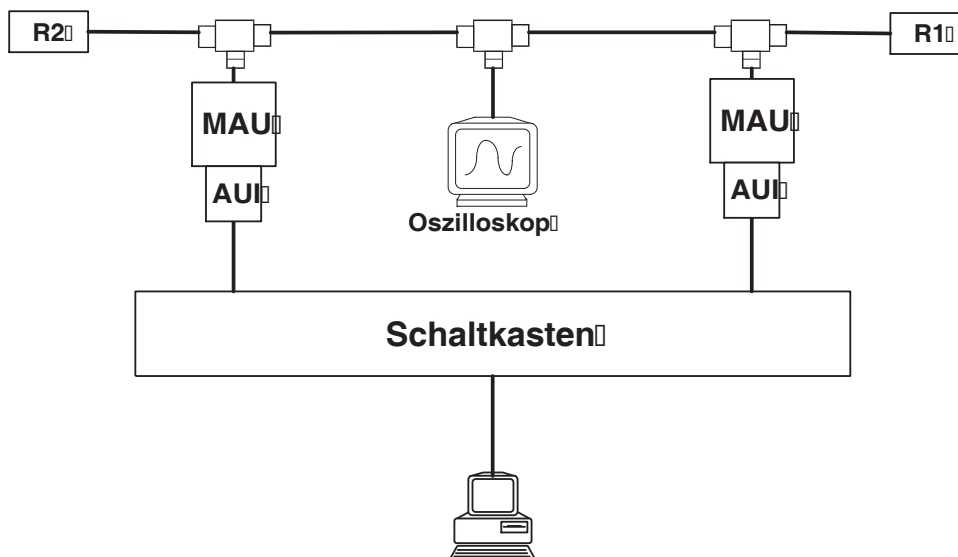 R2
R1
MAU
MAU
AUI
AUI
Oszilloskop
Schaltkasten